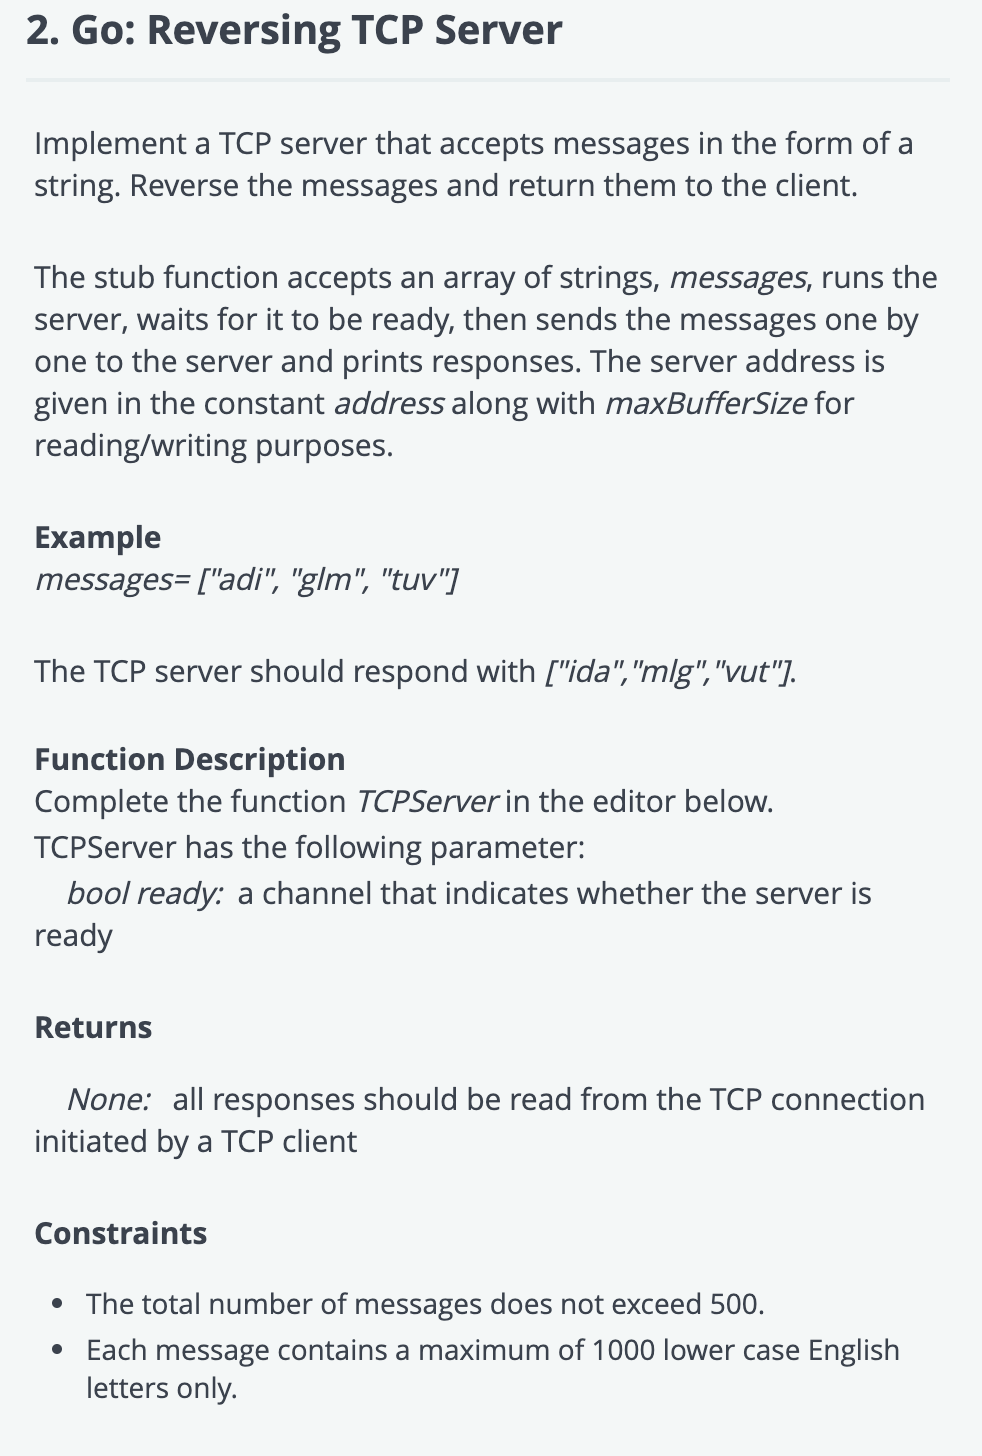 2. Go: Reversing TCP Server
Implement a TCP server that accepts messages in the form of a
string. Reverse the messages and return them to the client.
The stub function accepts an array of strings, messages, runs the
server, waits for it to be ready, then sends the messages one by
one to the server and prints responses. The server address is
given in the constant address along with maxBufferSize for
reading/writing purposes.
Example
messages= ["adi", "glm", "tuv"]
The TCP server should respond with ["ida","mlg","vut"].
Function Description
Complete the function TCPServer in the editor below.
TCPServer has the following parameter:
bool ready: a channel that indicates whether the server is
ready
Returns
None: all responses should be read from the TCP connection
initiated by a TCP client
Constraints
• The total number of messages does not exceed 500.
• Each message contains a maximum of 1000 lower case English
letters only.